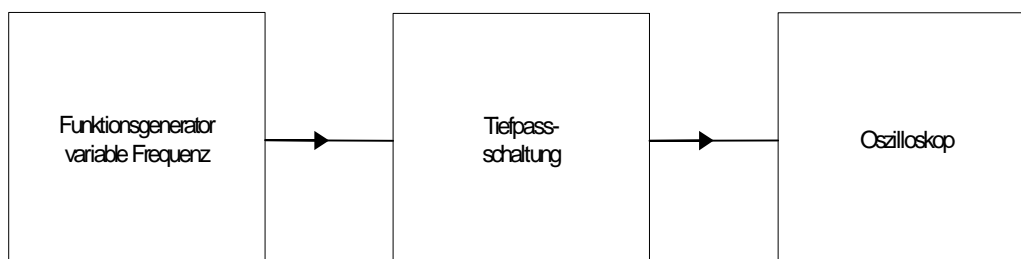 Funktionsgenerator
variable Frequenz
Tiefpass-
schaltung
Oszilloskop